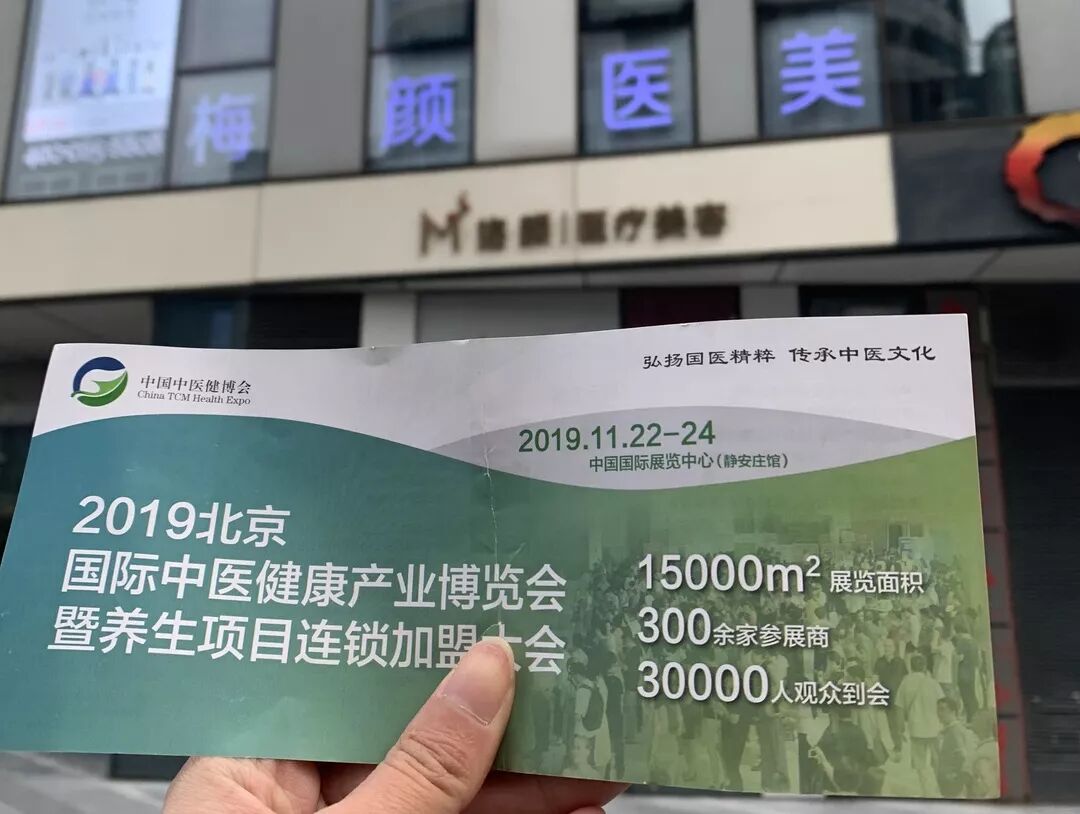 梅颜医美
医疗美容
中国中医健博会
China TCM Health Expo
弘扬国医精粹 传承中医文化
2019.11.22-24
中国国际展览中心(静安庄馆)
2019北京
国际中医健康产业博览会
暨养生项目连锁加盟大会
15000m² 展览面积
300余家参展商
30000人观众到会